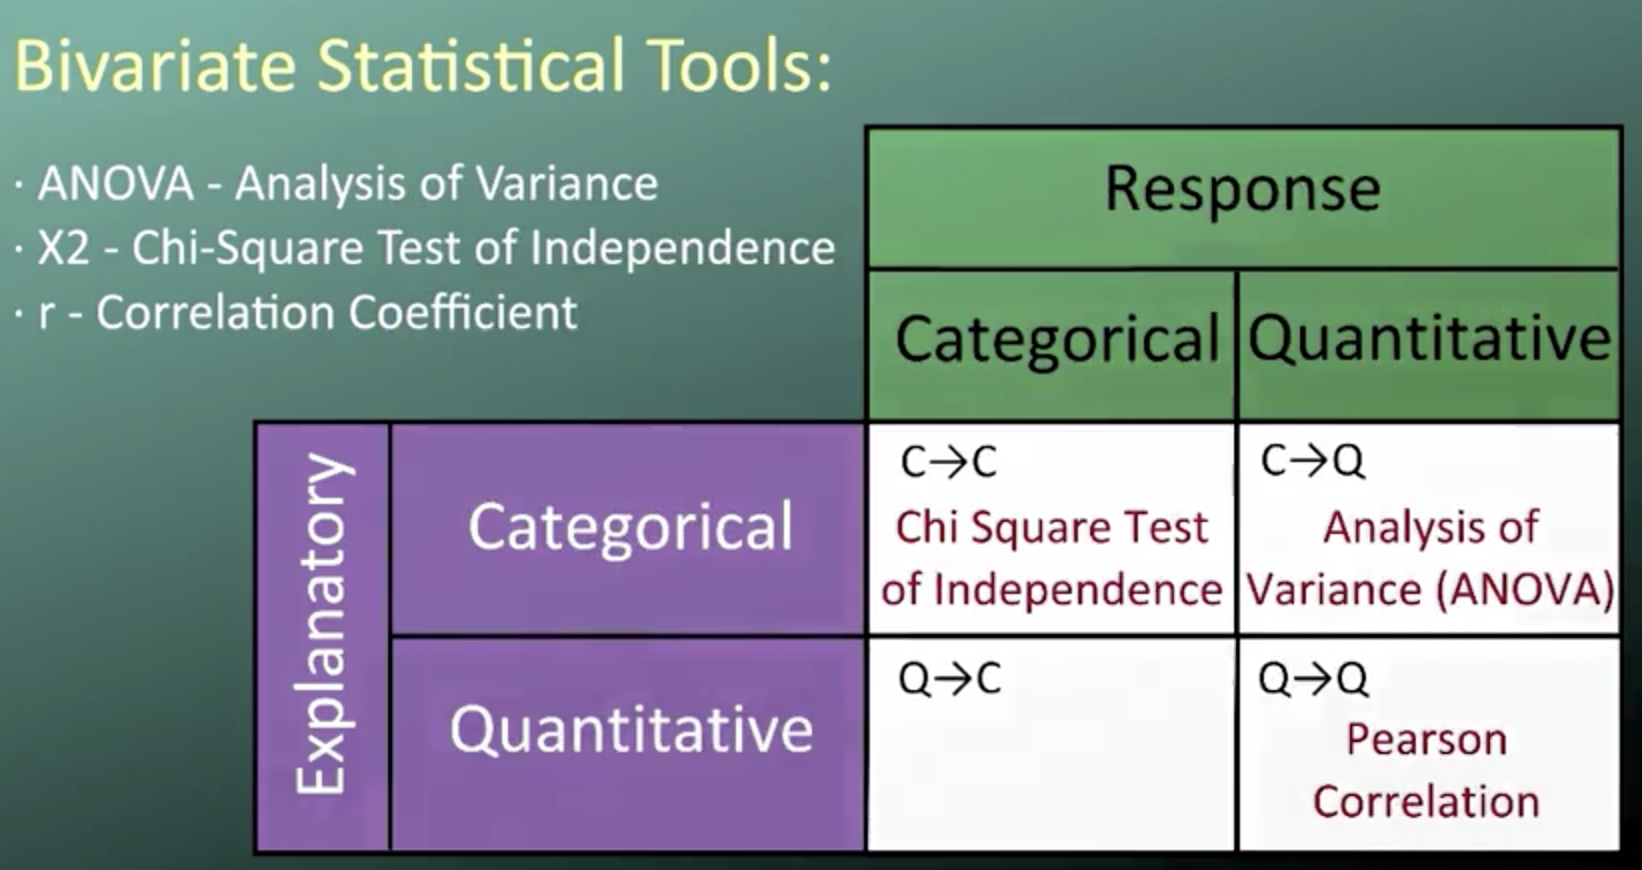 Bivariate Statistical Tools:
· ANOVA - Analysis of Variance
· X2 - Chi-Square Test of Independence
· r - Correlation Coefficient
Response
Categorical
Quantitative
Explanatory
Categorical
C→C
Chi Square Test
of Independence
C→Q
Analysis of
Variance (ANOVA)
Quantitative
Q→C
Q→Q
Pearson
Correlation